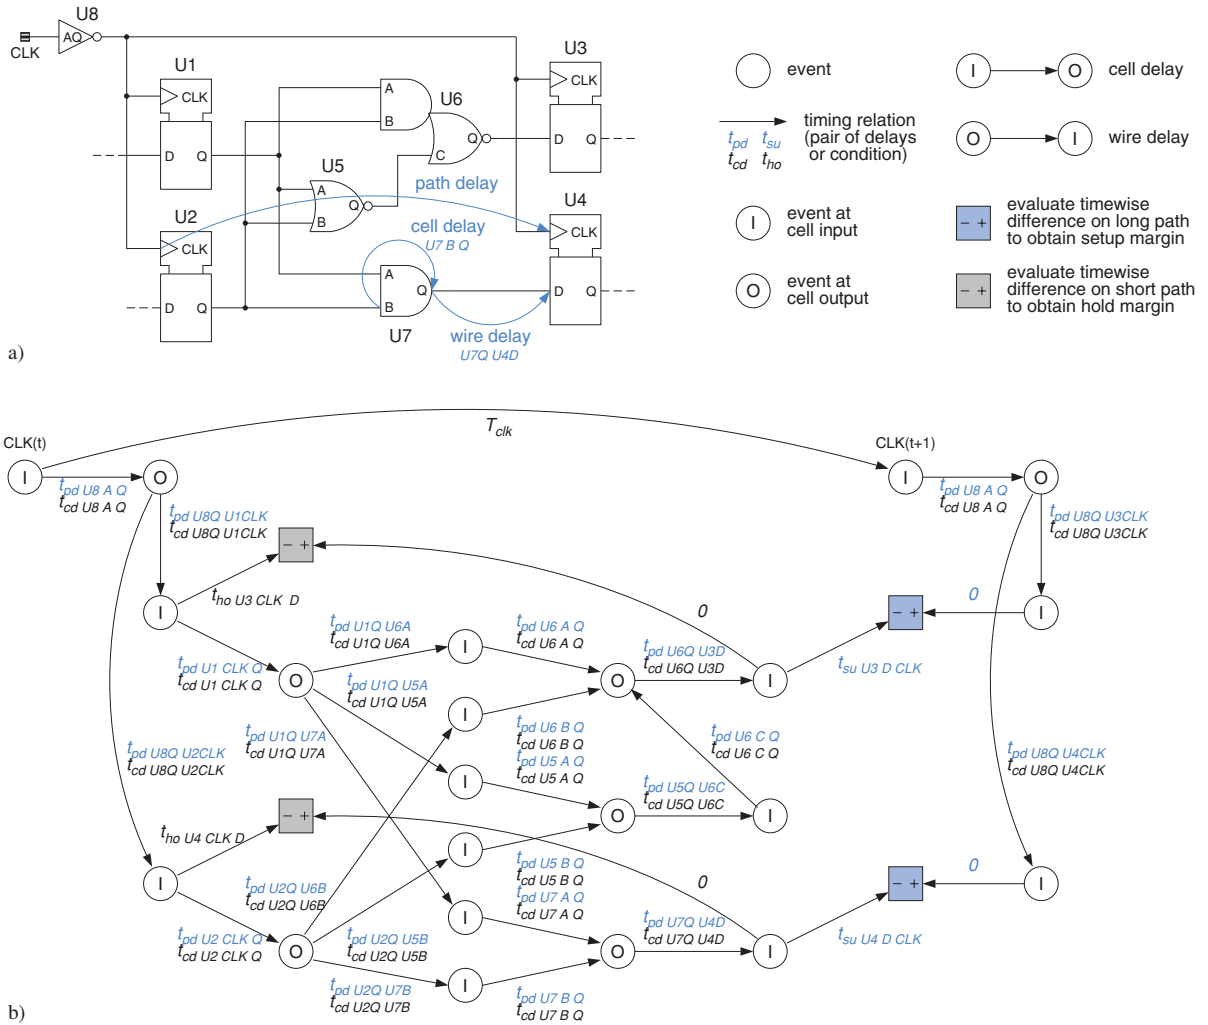 U8
AQ
CLK
U1
CLK
D Q
U2
CLK
D Q
A
B
U6
C
Q
U5
A
B
Q
path delay
cell delay
U7 B Q
A
B
Q
U7
wire delay
U7Q U4D
U3
CLK
D Q
U4
CLK
D Q
a)
event
timing relation
(pair of delays
or condition)
tpd tsu
tcd tho
I
event at
cell input
O
event at
cell output
I O cell delay
O I wire delay
- +
evaluate timewise
difference on long path
to obtain setup margin
- +
evaluate timewise
difference on short path
to obtain hold margin
Tclk
CLK(t)
I
O
tpd U8 A Q
tcd U8 A Q
CLK(t+1)
I
O
tpd U8 A Q
tcd U8 A Q
tpd U8Q U1CLK
tcd U8Q U1CLK
- +
tpd U8Q U3CLK
tcd U8Q U3CLK
I
tho U3 CLK D
0
- +
0
I
tpd U1 CLK Q
tcd U1 CLK Q
O
tpd U1Q U6A
tcd U1Q U6A
I
tpd U6 A Q
tcd U6 A Q
O
tpd U6Q U3D
tcd U6Q U3D
I
tsu U3 D CLK
tpd U1Q U5A
tcd U1Q U5A
tpd U1Q U7A
tcd U1Q U7A
I
tpd U6 B Q
tcd U6 B Q
tpd U5 A Q
tcd U5 A Q
tpd U6 C Q
tcd U6 C Q
tpd U8Q U2CLK
tcd U8Q U2CLK
tpd U8Q U4CLK
tcd U8Q U4CLK
I
O
tpd U5Q U6C
tcd U5Q U6C
I
- +
tho U4 CLK D
I
I
tpd U5 B Q
tcd U5 B Q
tpd U7 A Q
tcd U7 A Q
0
- +
0
I
tpd U2Q U6B
tcd U2Q U6B
I
tpd U7Q U4D
tcd U7Q U4D
tpd U2 CLK Q
tcd U2 CLK Q
O
tpd U2Q U5B
tcd U2Q U5B
O
I
tsu U4 D CLK
tpd U2Q U7B
tcd U2Q U7B
I
tpd U7 B Q
tcd U7 B Q
b)